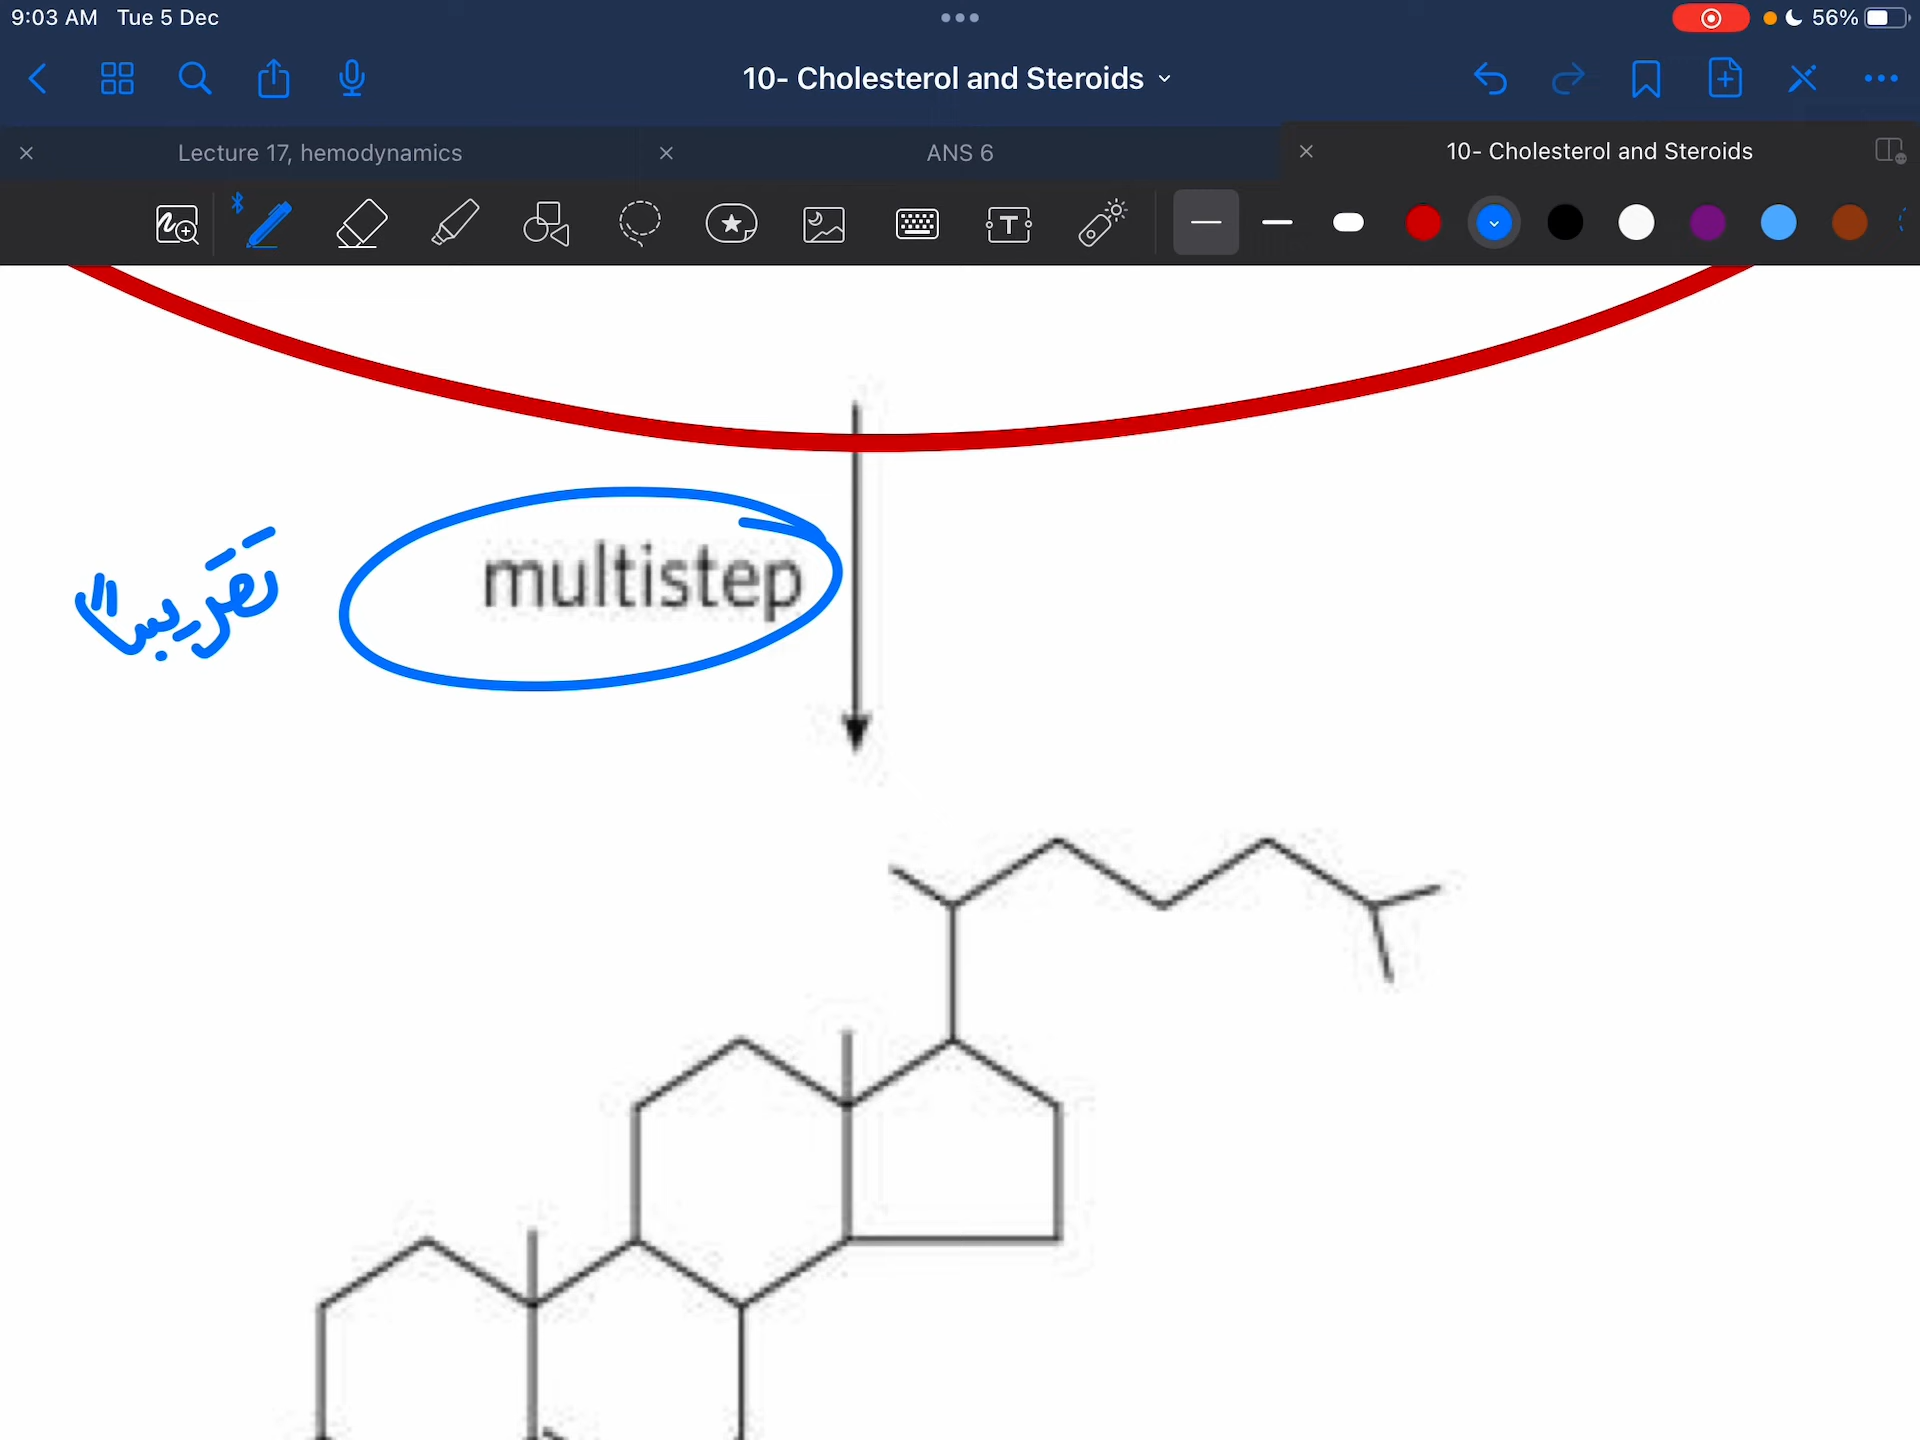 9:03 AM Tue 5 Dec
56%
10- Cholesterol and Steroids
Lecture 17, hemodynamics
ANS 6
10- Cholesterol and Steroids
T
multistep
تقريباً